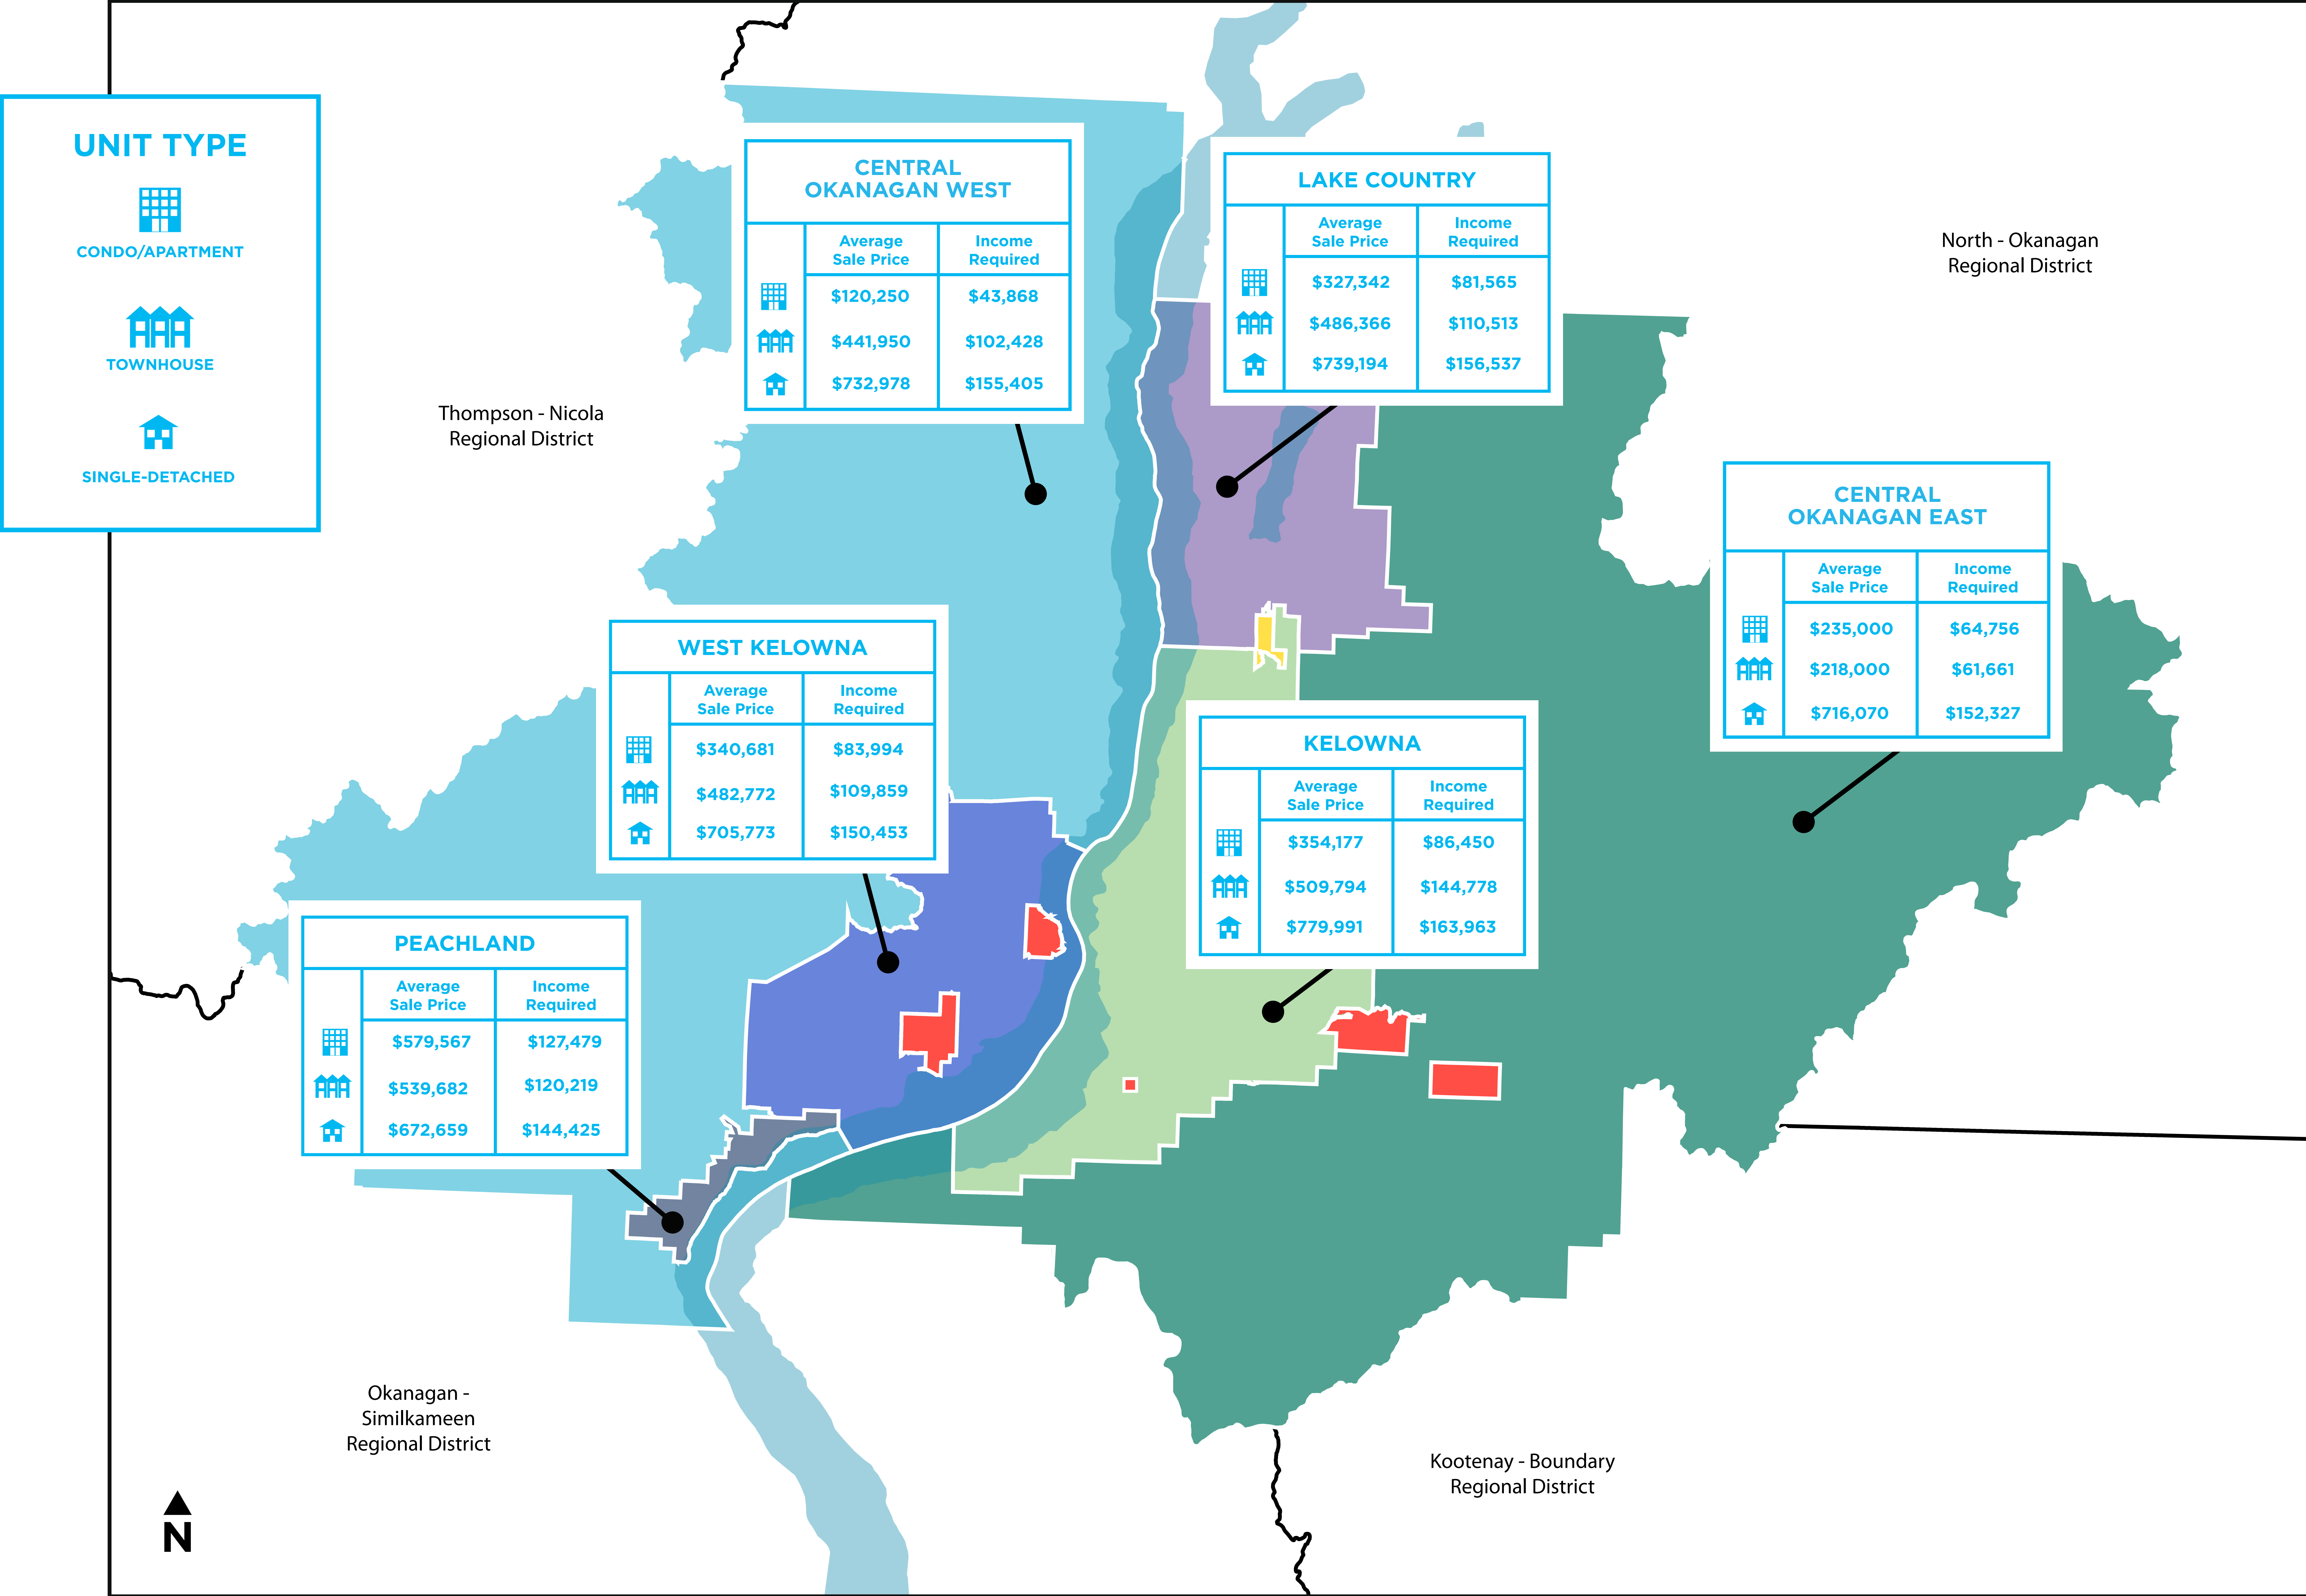 UNIT TYPE
CONDO/APARTMENT
TOWNHOUSE
SINGLE-DETACHED
CENTRAL
OKANAGAN WEST
Average Income
Sale Price Required
$120,250 $43,868
$441,950 $102,428
$732,978 $155,405
LAKE COUNTRY
Average Income
Sale Price Required
$327,342 $81,565
$486,366 $110,513
$739,194 $156,537
North - Okanagan
Regional District
Thompson - Nicola
Regional District
CENTRAL
OKANAGAN EAST
Average Income
Sale Price Required
$235,000 $64,756
$218,000 $61,661
$716,070 $152,327
WEST KELOWNA
Average Income
Sale Price Required
$340,681 $83,994
$482,772 $109,859
$705,773 $150,453
KELOWNA
Average Income
Sale Price Required
$354,177 $86,450
$509,794 $144,778
$779,991 $163,963
PEACHLAND
Average Income
Sale Price Required
$579,567 $127,479
$539,682 $120,219
$672,659 $144,425
Okanagan -
Similkameen
Regional District
Kootenay - Boundary
Regional District
N